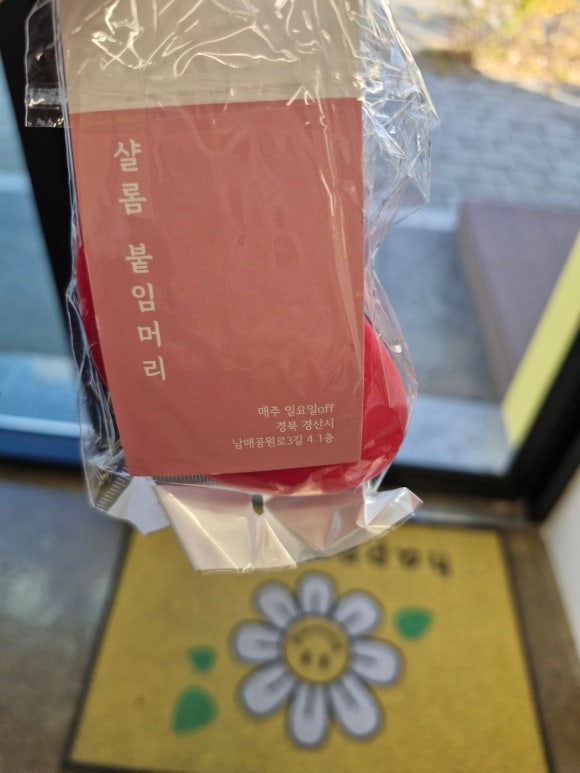 샬롬 붙임머리
매주 일요일off
경북 경산시
남매공원로3길 4 1층
happy